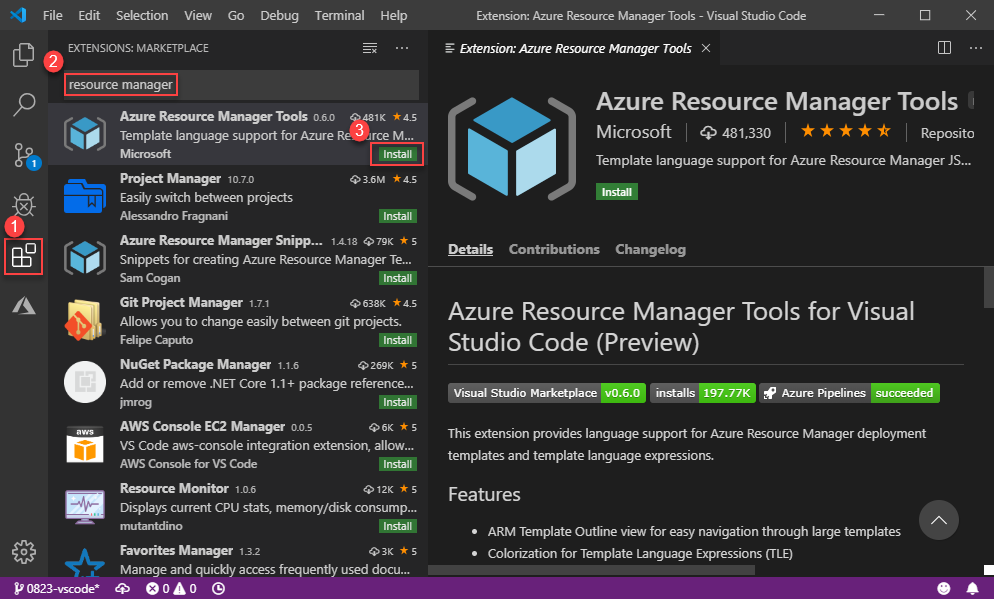 File Edit Selection View Go Debug Terminal Help Extension: Azure Resource Manager Tools - Visual Studio Code
EXTENSIONS: MARKETPLACE
2
resource manager
Azure Resource Manager Tools 0.6.0 481K 4.5
Template language support for Azure Resource M...
3
Microsoft Install
Project Manager 10.7.0 3.6M 4.5
Easily switch between projects
Alessandro Fragnani Install
1
Azure Resource Manager Snipp... 1.4.18 79K 5
Snippets for creating Azure Resource Manager Te...
Sam Cogan Install
Git Project Manager 1.7.1 638K 4.5
Allows you to change easily between git projects.
Felipe Caputo Install
NuGet Package Manager 1.1.6 269K 5
Add or remove .NET Core 1.1+ package reference...
jmrog Install
aws
AWS Console EC2 Manager 0.0.5 6K 5
VS Code aws-console integration extension, allow...
AWS Console for VS Code Install
Resource Monitor 1.0.6 12K 5
Displays current CPU stats, memory/disk consump...
mutantdino Install
Favorites Manager 1.3.2 3K 5
Manage and quickly access frequently used docu...
1
Extension: Azure Resource Manager Tools
Azure Resource Manager Tools
Microsoft 481,330 Reposito
Template language support for Azure Resource Manager JS...
Install
Details Contributions Changelog
Azure Resource Manager Tools for Visual
Studio Code (Preview)
Visual Studio Marketplace v0.6.0 installs 197.77K Azure Pipelines succeeded
This extension provides language support for Azure Resource Manager deployment
templates and template language expressions.
Features
• ARM Template Outline view for easy navigation through large templates
• Colorization for Template Language Expressions (TLE)
0823-vscode* 0 0